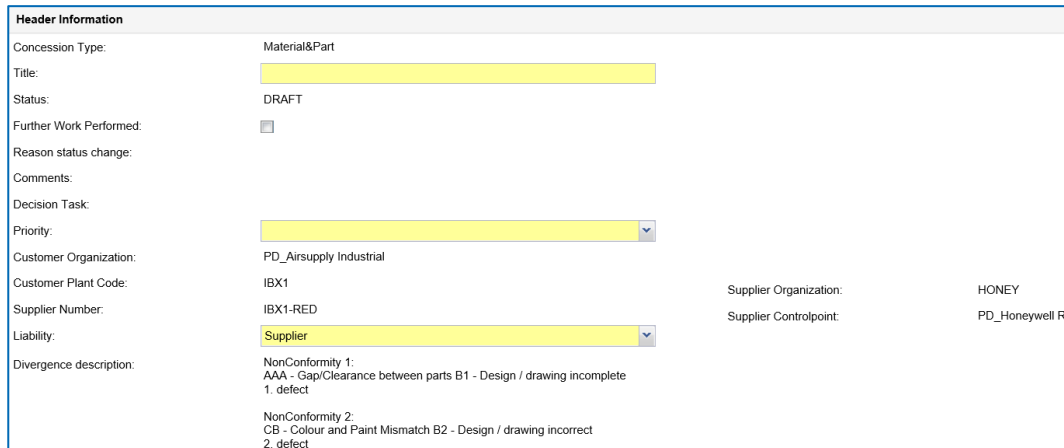 Header Information
Concession Type: Material&Part
Title:
Status: DRAFT
Further Work Performed:
Reason status change:
Comments:
Decision Task:
Priority:
Customer Organization: PD_Airsupply Industrial
Customer Plant Code: IBX1
Supplier Organization: HONEY
Supplier Number: IBX1-RED
Supplier Controlpoint: PD_Honeywell R
Liability: Supplier
Divergence description: NonConformity 1:
AAA - Gap/Clearance between parts B1 - Design / drawing incomplete
1. defect
NonConformity 2:
CB - Colour and Paint Mismatch B2 - Design / drawing incorrect
2. defect